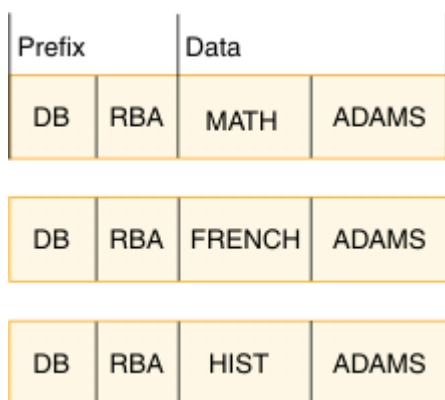 Prefix Data
DB RBA MATH ADAMS
DB RBA FRENCH ADAMS
DB RBA HIST ADAMS